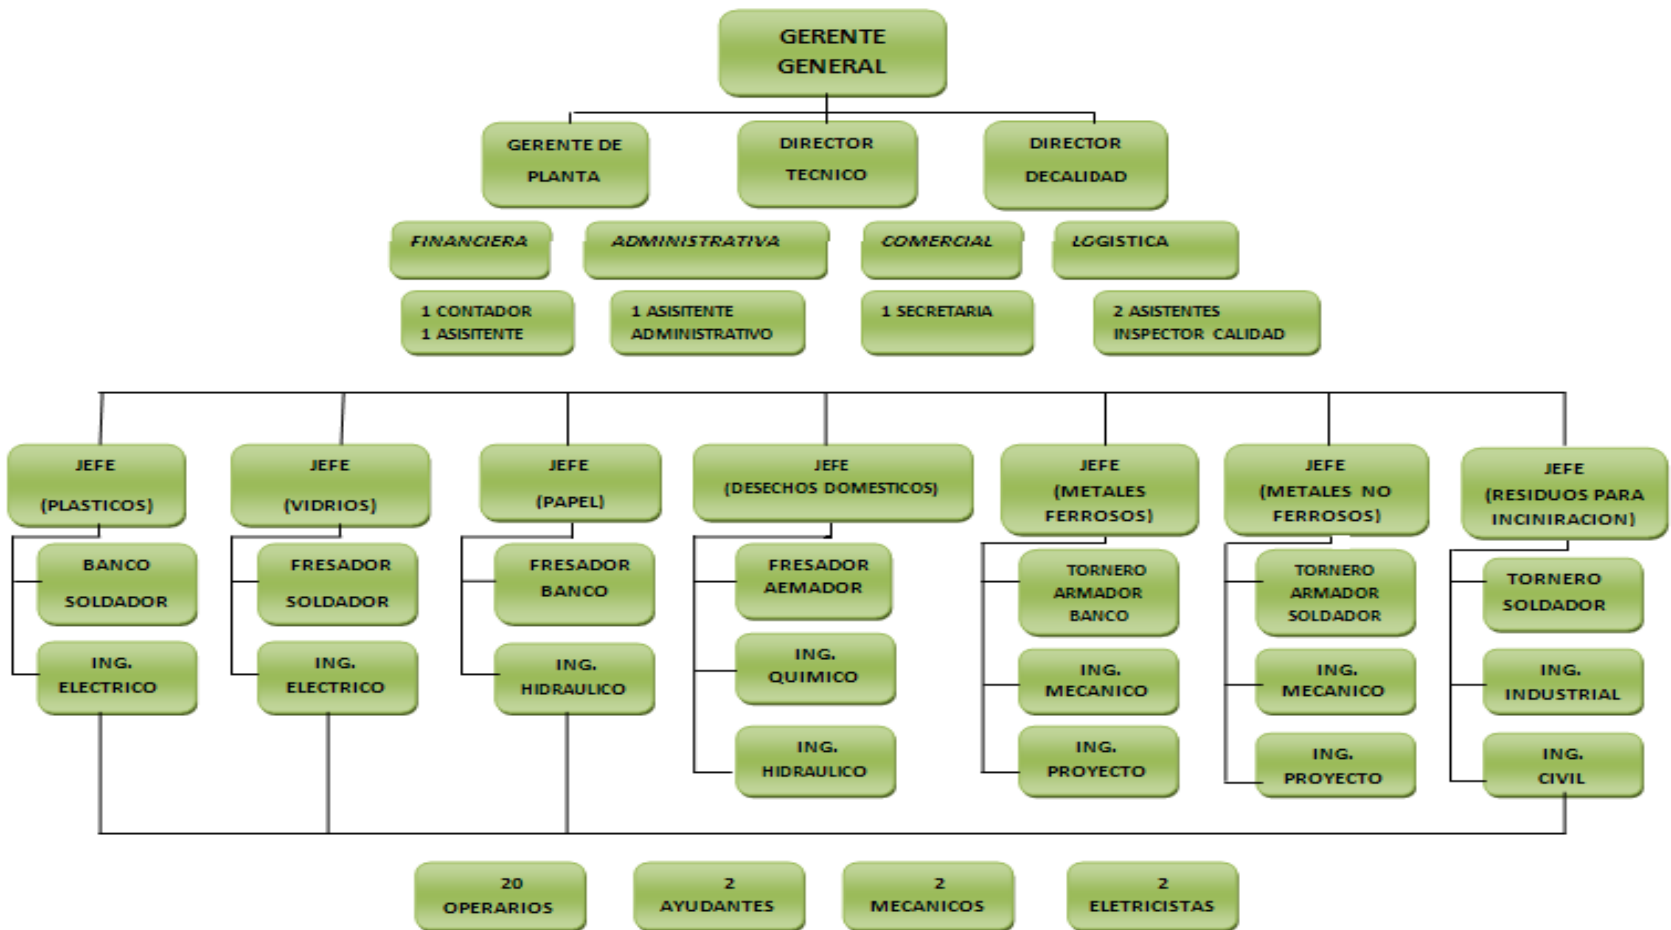 GERENTE
GENERAL
GERENTE DE
PLANTA
DIRECTOR
TECNICO
DIRECTOR
DECALIDAD
FINANCIERA
ADMINISTRATIVA
COMERCIAL
LOGISTICA
1 CONTADOR
1 ASISITENTE
1 ASISITENTE
ADMINISTRATIVO
1 SECRETARIA
2 ASISTENTES
INSPECTOR CALIDAD
JEFE
(PLASTICOS)
JEFE
(VIDRIOS)
JEFE
(PAPEL)
JEFE
(DESECHOS DOMESTICOS)
JEFE
(METALES
FERROSOS)
JEFE
(METALES NO
FERROSOS)
JEFE
(RESIDUOS PARA
INCINIRACION)
BANCO
SOLDADOR
FRESADOR
SOLDADOR
FRESADOR
BANCO
FRESADOR
AEMADOR
TORNERO
ARMADOR
BANCO
TORNERO
ARMADOR
SOLDADOR
TORNERO
SOLDADOR
ING.
ELECTRICO
ING.
ELECTRICO
ING.
HIDRAULICO
ING.
QUIMICO
ING.
MECANICO
ING.
MECANICO
ING.
INDUSTRIAL
ING.
HIDRAULICO
ING.
PROYECTO
ING.
PROYECTO
ING.
CIVIL
20
OPERARIOS
2
AYUDANTES
2
MECANICOS
2
ELETRICISTAS